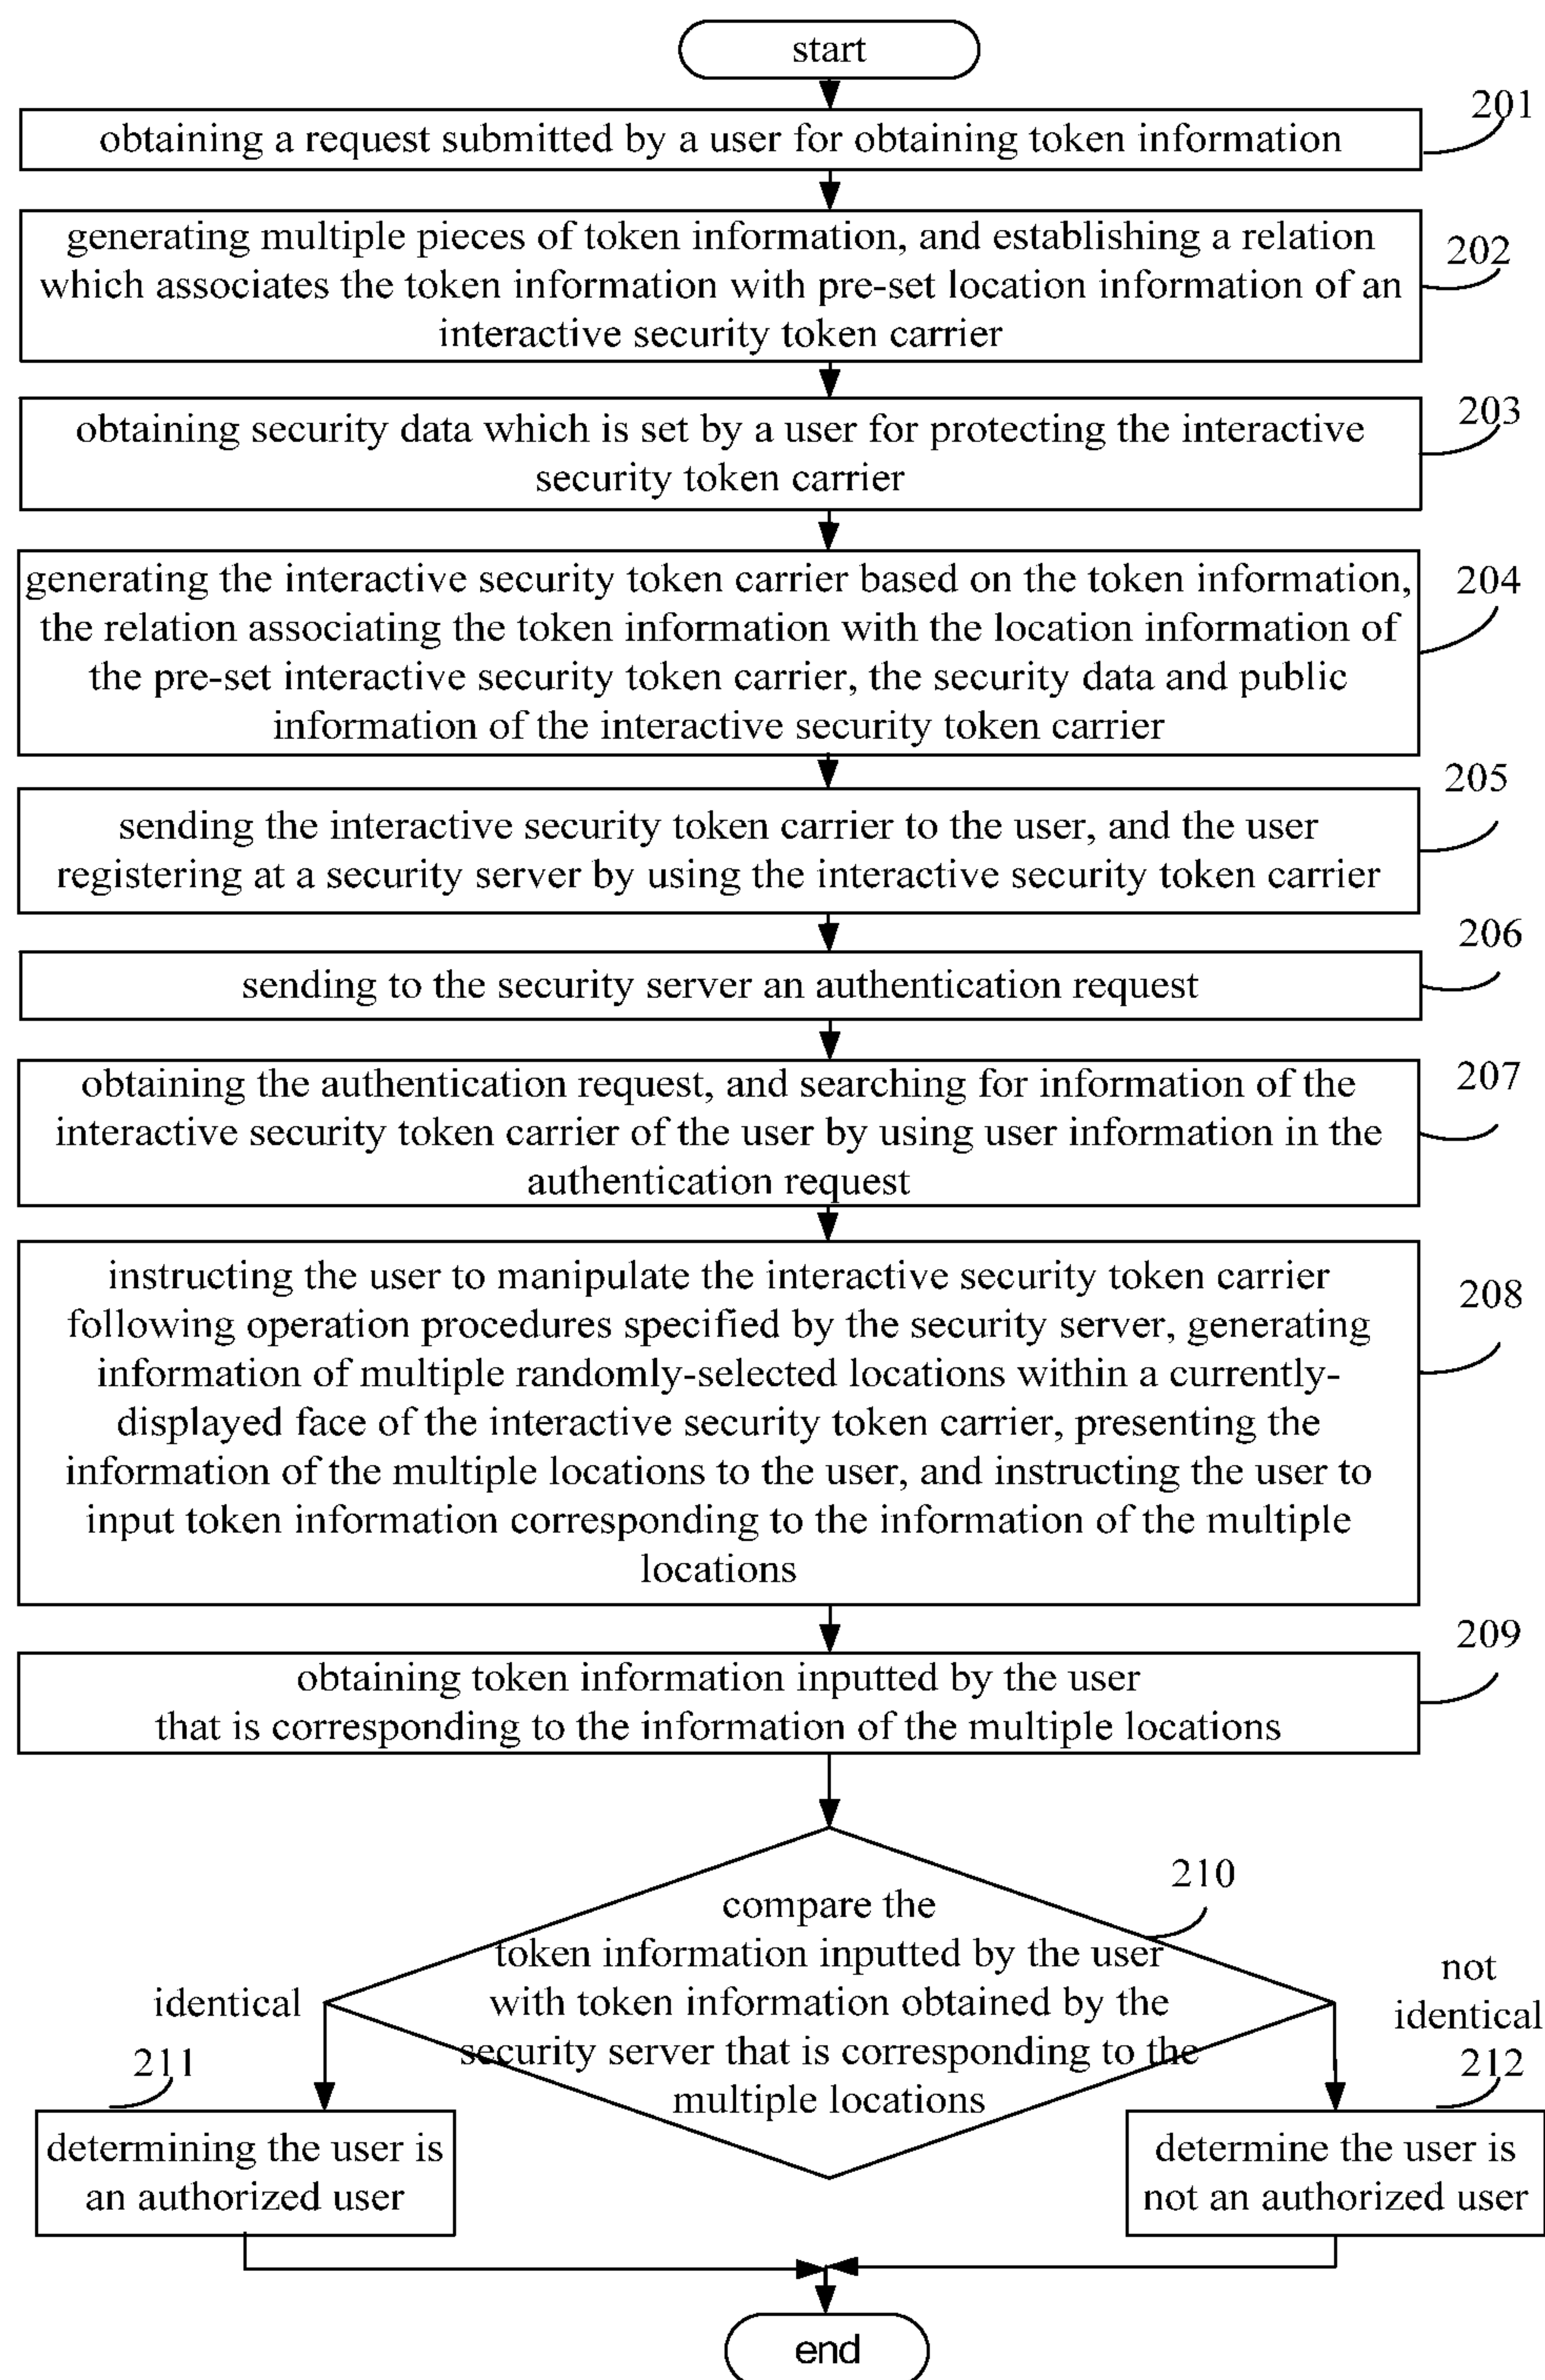 start
201
obtaining a request submitted by a user for obtaining token information
202
generating multiple pieces of token information, and establishing a relation
which associates the token information with pre-set location information of an
interactive security token carrier
203
obtaining security data which is set by a user for protecting the interactive
security token carrier
204
generating the interactive security token carrier based on the token information,
the relation associating the token information with the location information of
the pre-set interactive security token carrier, the security data and public
information of the interactive security token carrier
205
sending the interactive security token carrier to the user, and the user
registering at a security server by using the interactive security token carrier
206
sending to the security server an authentication request
207
obtaining the authentication request, and searching for information of the
interactive security token carrier of the user by using user information in the
authentication request
208
instructing the user to manipulate the interactive security token carrier
following operation procedures specified by the security server, generating
information of multiple randomly-selected locations within a currently-
displayed face of the interactive security token carrier, presenting the
information of the multiple locations to the user, and instructing the user to
input token information corresponding to the information of the multiple
locations
209
obtaining token information inputted by the user
that is corresponding to the information of the multiple locations
210
compare the
token information inputted by the user
with token information obtained by the
security server that is corresponding to the
multiple locations
identical
not
identical
211
212
determining the user is
an authorized user
determine the user is
not an authorized user
end